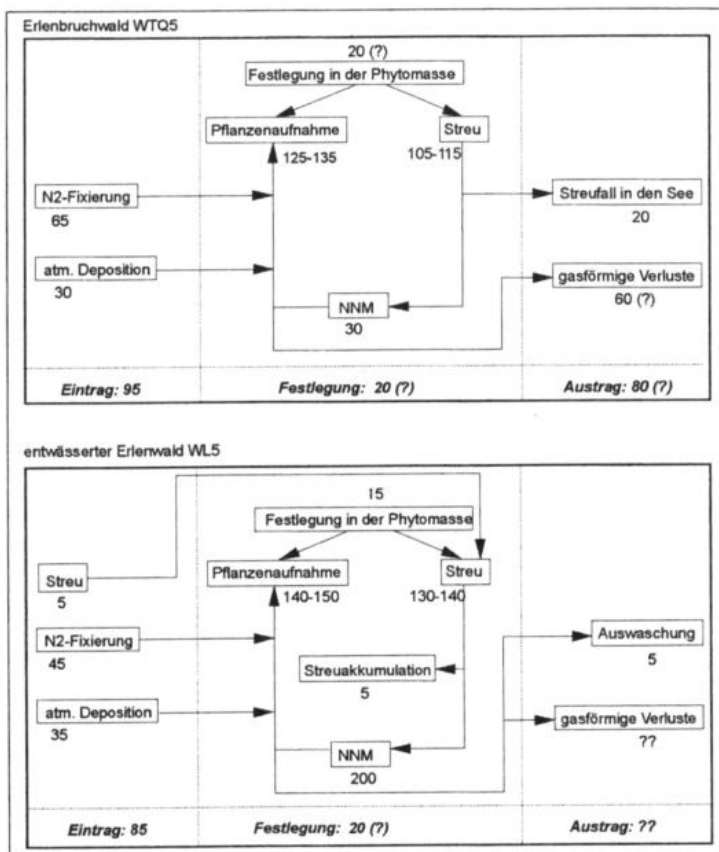 Erlenbruchwald WTQ5
20 (?)
Festlegung in der Phytomasse
Pflanzenaufnahme
Streu
125-135
105-115
N2-Fixierung
65
Streufall in den See
20
atm. Deposition
30
gasförmige Verluste
60 (?)
NNM
30
Eintrag: 95
Festlegung: 20 (?)
Austrag: 80 (?)
entwässerter Erlenwald WL5
15
Festlegung in der Phytomasse
Streu
5
Pflanzenaufnahme
Streu
140-150
130-140
N2-Fixierung
45
Auswaschung
5
Streuakkumulation
5
atm. Deposition
35
gasförmige Verluste
??
NNM
200
Eintrag: 85
Festlegung: 20 (?)
Austrag: ??